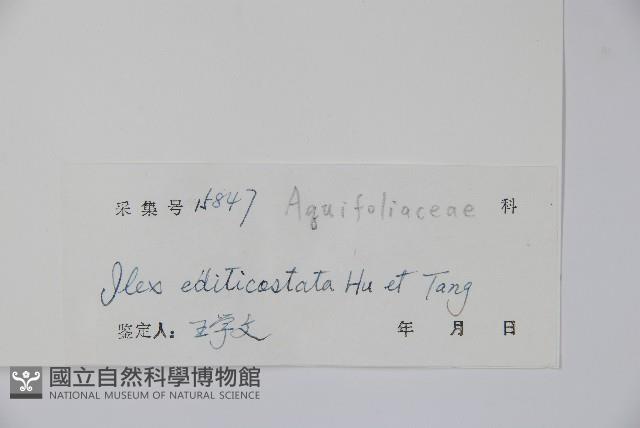 采集号 15847 Aquifoliaceae 科
Ilex editicostata Hu et Tang
鉴定人: 王学文 年 月 日
國立自然科學博物館
NATIONAL MUSEUM OF NATURAL SCIENCE